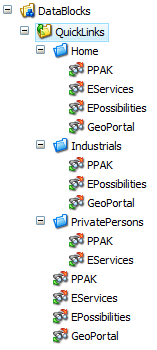 DataBlocks
QuickLinks
Home
PPAK
EServices
EPossibilities
GeoPortal
Industrials
PPAK
EPossibilities
GeoPortal
PrivatePersons
PPAK
EServices
PPAK
EServices
EPossibilities
GeoPortal